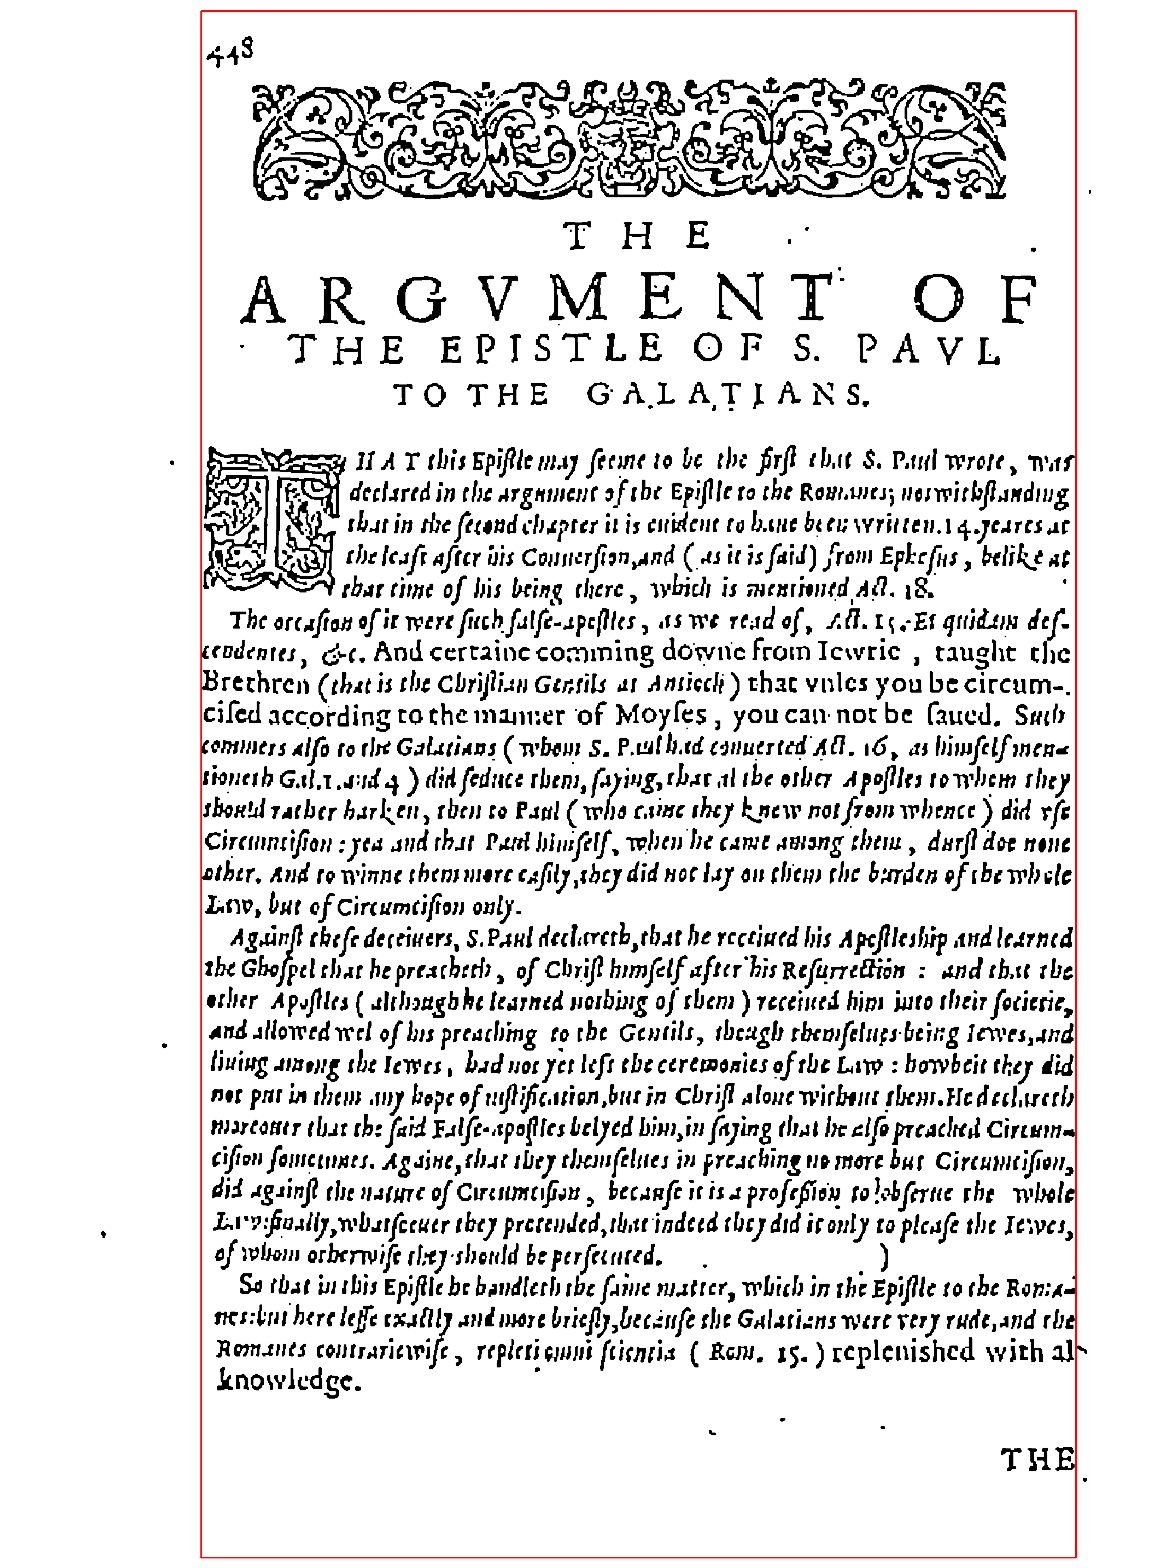 448
THE
ARGVMENT OF
THE EPISTLE OF S. PAVL
TO THE GALATIANS.
THAT this Epiſtle may ſeeme to be the firſt that S. Paul wrote, was
declared in the argument of the Epiſtle to the Romanes; notwithſtanding
that in the ſecond chapter it is euident to haue been written. 14. yeares at
the leaſt after his Conuerſion, and (as it is ſaid) from Epheſus, belike at
that time of his being there, which is mentioned Act. 18.
The occaſion of it were ſuch falſe-apoſtles, as we read of, Act. 15. Et quidam deſ-
cendentes, &c. And certaine comming downe from Iewrie, taught the
Brethren (that is the Chriſtian Gentils at Antioch) that vnles you be circum-
ciſed according to the manner of Moyſes, you can not be ſaued. Such
commers alſo to the Galatians (whom S. Paul had conuerted Act. 16, as himſelf men-
tioneth Gal. 1. and 4) did ſeduce them, ſaying, that al the other Apoſtles to whom they
should rather harken, then to Paul (who came they knew not from whence) did vſe
Circumciſion: yea and that Paul himſelf, when he came among them, durſt doe none
other. And to winne them more eaſily, they did not lay on them the burden of the whole
Law, but of Circumciſion only.
Againſt theſe deceiuers, S. Paul declareth, that he receiued his Apoſtleship and learned
the Ghoſpel that he preacheth, of Chriſt himſelf after his Reſurrection: and that the
other Apoſtles (although he learned nothing of them) receiued him into their ſocietie,
and allowed wel of his preaching to the Gentils, though themſelues being Iewes, and
liuing among the Iewes, had not yet left the ceremonies of the Law: howbeit they did
not put in them any hope of iuſtification, but in Chriſt alone without them. He declareth
moreouer that the ſaid Falſe-apoſtles belyed him, in ſaying that he alſo preached Circum-
ciſion ſometimes. Againe, that they themſelues in preaching no more but Circumciſion,
did againſt the nature of Circumciſion, becauſe it is a profeſſion to obſerue the whole
Law: finally, whatſoeuer they pretended, that indeed they did it only to pleaſe the Iewes,
of whom otherwiſe they should be perſecuted.
So that in this Epiſtle he handleth the ſame matter, which in the Epiſtle to the Roma-
nes: but here leſſe exactly and more briefly, becauſe the Galatians were very rude, and the
Romanes contrariewiſe, repleti omni ſcientia (Rom. 15.) replenished with al
knowledge.
THE